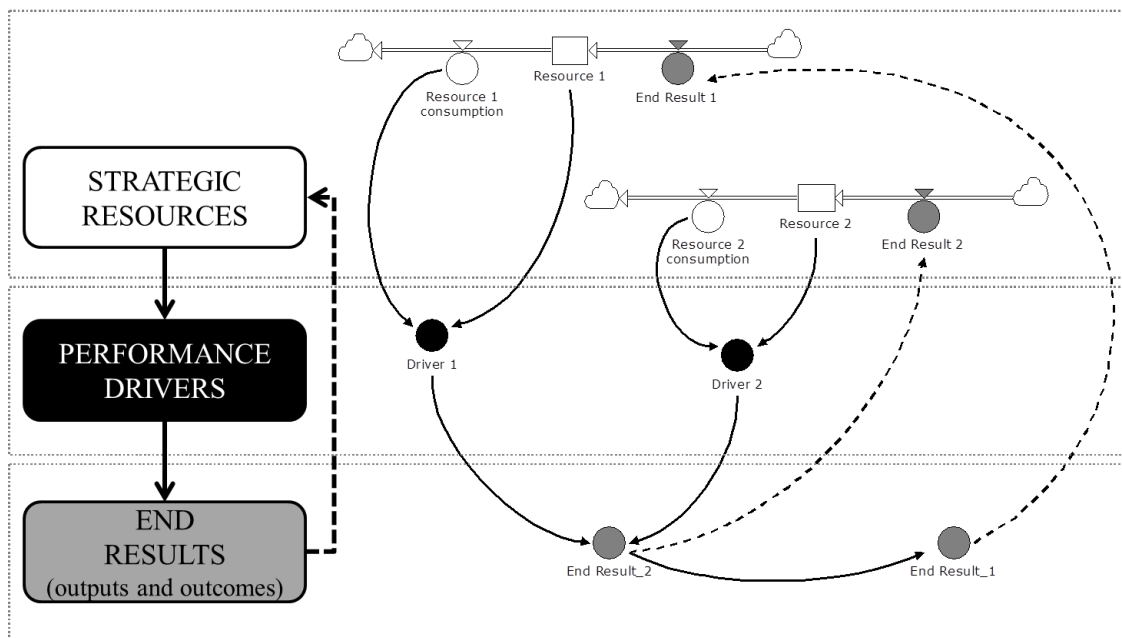 STRATEGIC
RESOURCES
PERFORMANCE
DRIVERS
END
RESULTS
(outputs and outcomes)
Resource 1
consumption
Resource 1
End Result 1
Resource 2
consumption
Resource 2
End Result 2
Driver 1
Driver 2
End Result_2
End Result_1